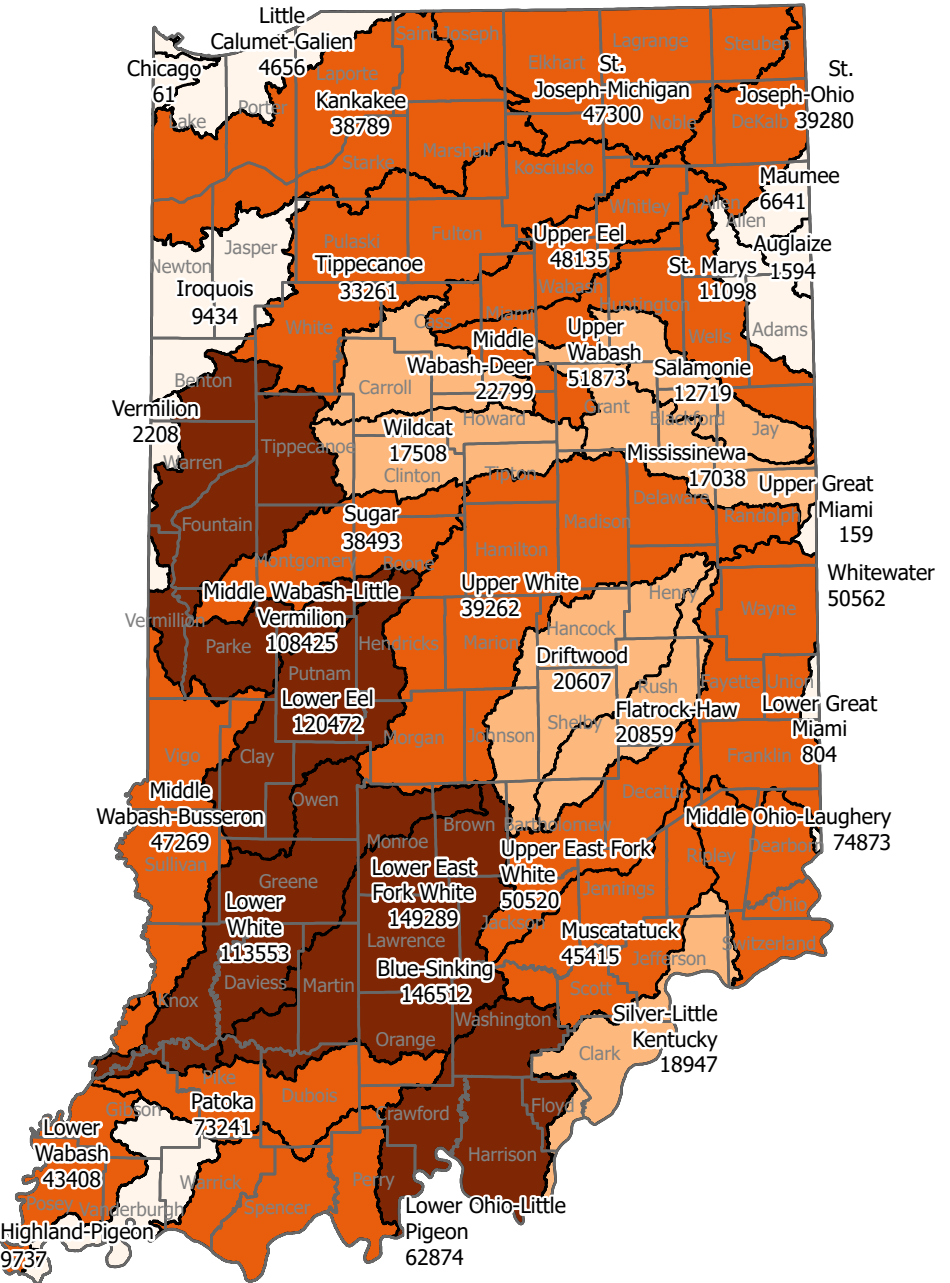 Little
Calumet-Galien
4656
Saint Joseph
Lagrange
Steuben
Elkhart
Chicago
61
Laporte
St.
Joseph-Michigan
47300
St.
Joseph-Ohio
39280
Lake
Porter
Kankakee
38789
Noble
DeKalb
Starke
Marshall
Kosciusko
Maumee
6641
Allen
Allen
Whitley
Jasper
Pulaski
Fulton
Upper Eel
48135
Auglaize
1594
Newton
Tippecanoe
33261
St. Marys
11098
Iroquois
9434
Wabash
Huntington
White
Cass
Miami
Wells
Adams
Middle
Wabash-Deer
22799
Upper
Wabash
51873
Salamonie
12719
Benton
Carroll
Vermilion
2208
Howard
Grant
Blackford
Jay
Wildcat
17508
Tippecanoe
Warren
Clinton
Tipton
Mississinewa
17038
Upper Great
Miami
159
Delaware
Randolph
Fountain
Sugar
38493
Madison
Montgomery
Boone
Hamilton
Whitewater
50562
Upper White
39262
Henry
Wayne
Middle Wabash-Little
Vermilion
108425
Vermillion
Parke
Hendricks
Marion
Hancock
Putnam
Driftwood
20607
Rush
Fayette
Union
Lower Eel
120472
Flatrock-Haw
20859
Lower Great
Miami
804
Shelby
Johnson
Morgan
Vigo
Clay
Franklin
Middle
Wabash-Busseron
47269
Owen
Decatur
Brown
Bartholomew
Middle Ohio-Laughery
74873
Monroe
Dearborn
Ripley
Sullivan
Greene
Lower East
Fork White
149289
Upper East Fork
White
50520
Jennings
Ohio
Lower
White
113553
Jackson
Lawrence
Muscatatuck
45415
Switzerland
Jefferson
Blue-Sinking
146512
Daviess
Martin
Scott
Knox
Washington
Silver-Little
Kentucky
18947
Orange
Clark
Pike
Dubois
Gibson
Patoka
73241
Crawford
Floyd
Lower
Wabash
43408
Harrison
Warrick
Perry
Posey
Vanderburgh
Spencer
Highland-Pigeon
9737
Lower Ohio-Little
Pigeon
62874